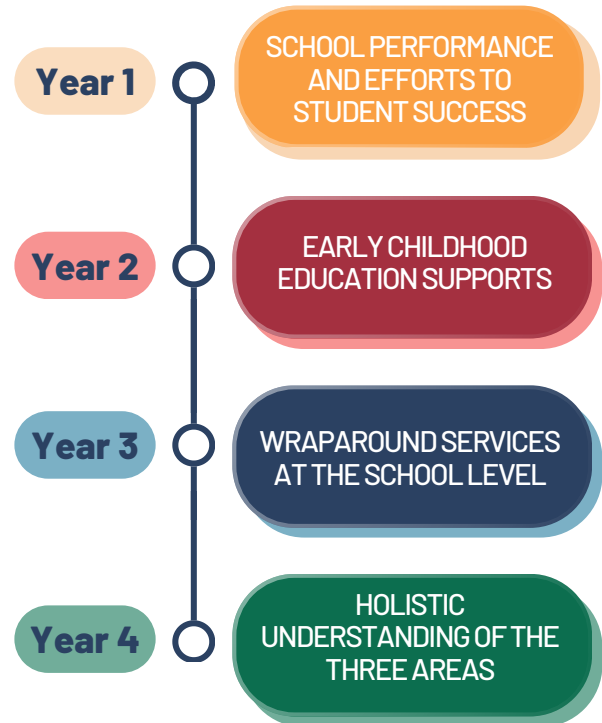 Year 1
SCHOOL PERFORMANCE
AND EFFORTS TO
STUDENT SUCCESS
Year 2
EARLY CHILDHOOD
EDUCATION SUPPORTS
Year 3
WRAPAROUND SERVICES
AT THE SCHOOL LEVEL
Year 4
HOLISTIC
UNDERSTANDING OF THE
THREE AREAS